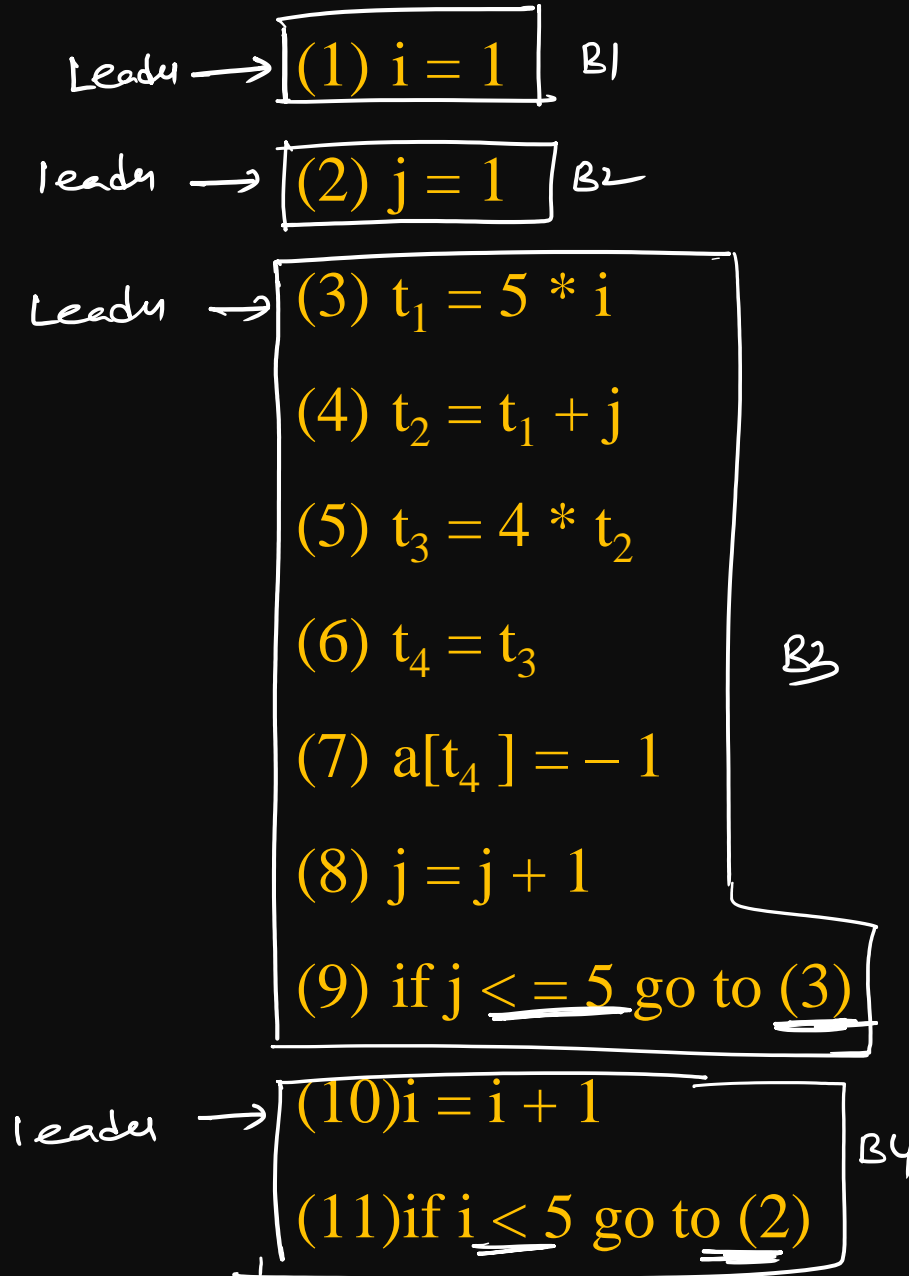 Leader → (1) i = 1 B1
leader → (2) j = 1 B2
Leader → (3) t₁ = 5 * i
(4) t₂ = t₁ + j
(5) t₃ = 4 * t₂
(6) t₄ = t₃
B3
(7) a[t₄ ] = – 1
(8) j = j + 1
(9) if j < = 5 go to (3)
leader → (10)i = i + 1
B4
(11)if i < 5 go to (2)